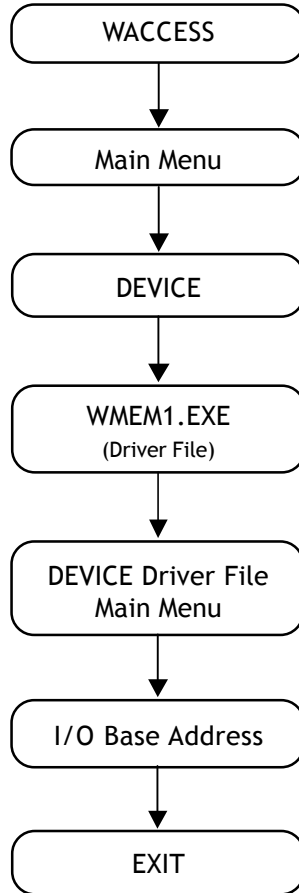 WACCESS
Main Menu
DEVICE
WMEM1.EXE
(Driver File)
DEVICE Driver File
Main Menu
I/O Base Address
EXIT